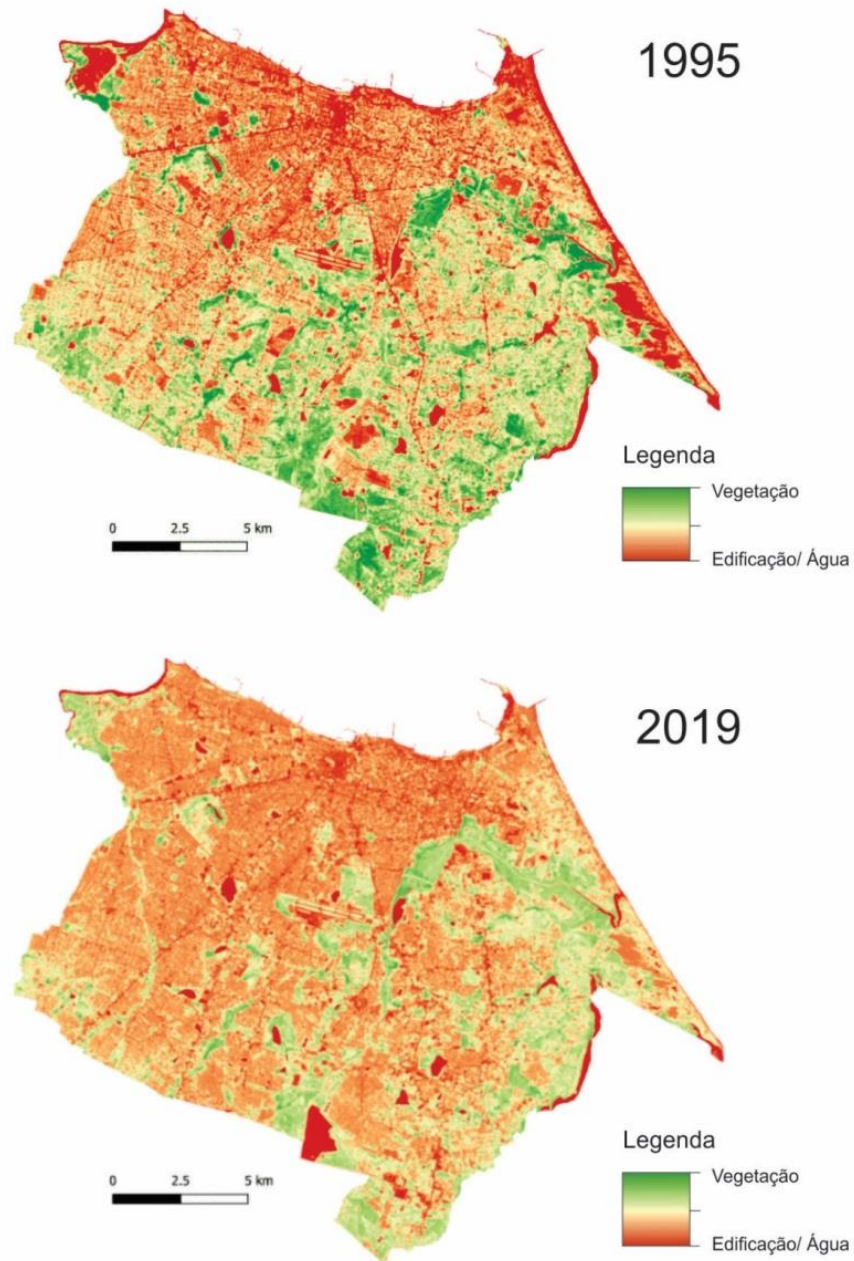 1995
Legenda
Vegetação
Edificação/ Água
0 2.5 5 km
2019
Legenda
Vegetação
Edificação/ Água
0 2.5 5 km